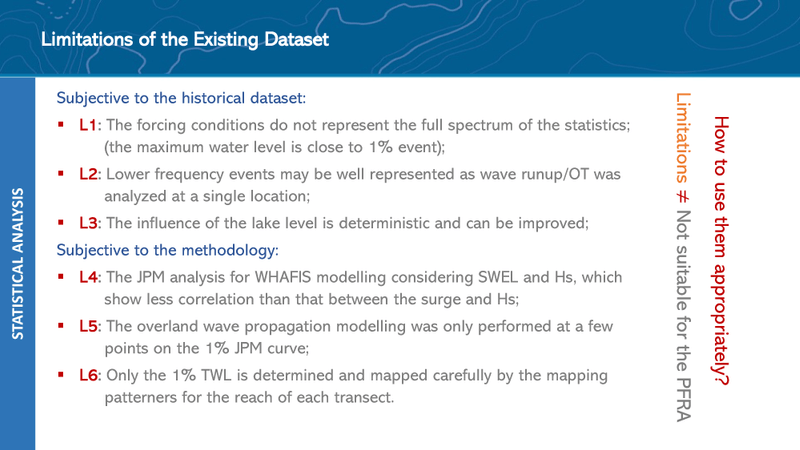 Limitations of the Existing Dataset
STATISTICAL ANALYSIS
Subjective to the historical dataset:
▪ L1: The forcing conditions do not represent the full spectrum of the statistics;
(the maximum water level is close to 1% event);
▪ L2: Lower frequency events may be well represented as wave runup/OT was
analyzed at a single location;
▪ L3: The influence of the lake level is deterministic and can be improved;
Subjective to the methodology:
▪ L4: The JPM analysis for WHAFIS modelling considering SWEL and Hs, which
show less correlation than that between the surge and Hs;
▪ L5: The overland wave propagation modelling was only performed at a few
points on the 1% JPM curve;
▪ L6: Only the 1% TWL is determined and mapped carefully by the mapping
patterners for the reach of each transect.
How to use them appropriately?
Limitations ≠ Not suitable for the PFRA